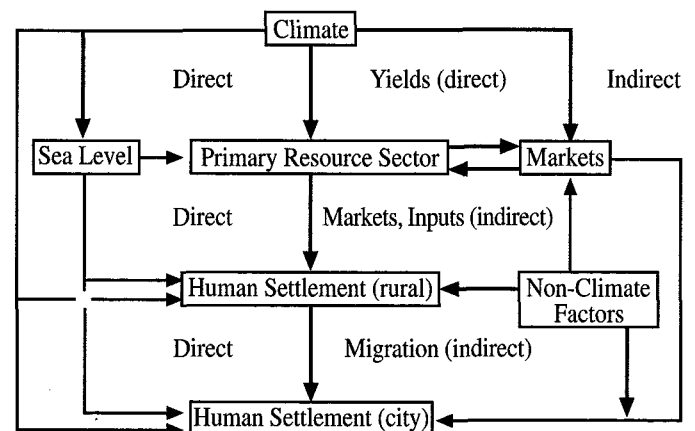 Climate
Direct
Yields (direct)
Indirect
Sea Level
Primary Resource Sector
Markets
Direct
Markets, Inputs (indirect)
Human Settlement (rural)
Non-Climate
Factors
Direct
Migration (indirect)
Human Settlement (city)